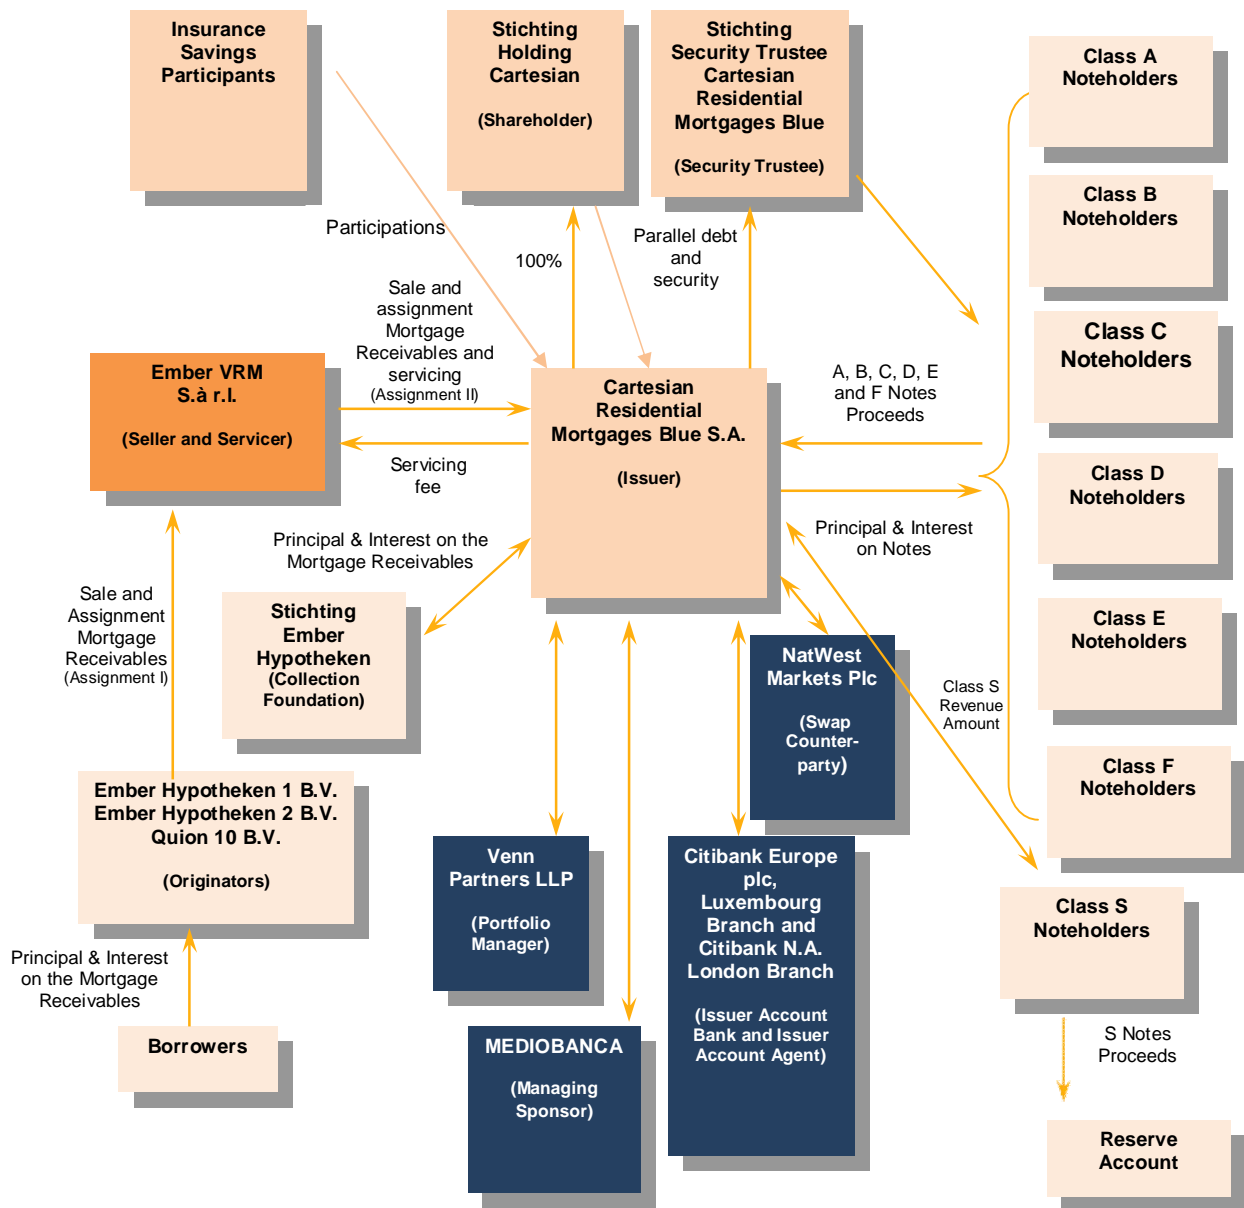 Insurance
Savings
Participants
Stichting
Holding
Cartesian
(Shareholder)
Stichting
Security Trustee
Cartesian
Residential
Mortgages Blue
(Security Trustee)
Class A
Noteholders
Class B
Noteholders
Class C
Noteholders
Class D
Noteholders
Class E
Noteholders
Class F
Noteholders
Class S
Noteholders
S Notes
Proceeds
Reserve
Account
Participations
100%
Parallel debt
and
security
Sale and
assignment
Mortgage
Receivables and
servicing
(Assignment II)
Ember VRM
S.à r.l.
(Seller and Servicer)
Servicing
fee
Cartesian
Residential
Mortgages Blue S.A.
(Issuer)
A, B, C, D, E
and F Notes
Proceeds
Principal & Interest
on Notes
Principal & Interest on the
Mortgage Receivables
Sale and
Assignment
Mortgage
Receivables
(Assignment I)
Stichting
Ember
Hypotheken
(Collection
Foundation)
NatWest
Markets Plc
(Swap
Counter-
party)
Class S
Revenue
Amount
Ember Hypotheken 1 B.V.
Ember Hypotheken 2 B.V.
Quion 10 B.V.
(Originators)
Venn
Partners LLP
(Portfolio
Manager)
Citibank Europe
plc,
Luxembourg
Branch and
Citibank N.A.
London Branch
(Issuer Account
Bank and Issuer
Account Agent)
Principal & Interest
on the Mortgage
Receivables
Borrowers
MEDIOBANCA
(Managing
Sponsor)